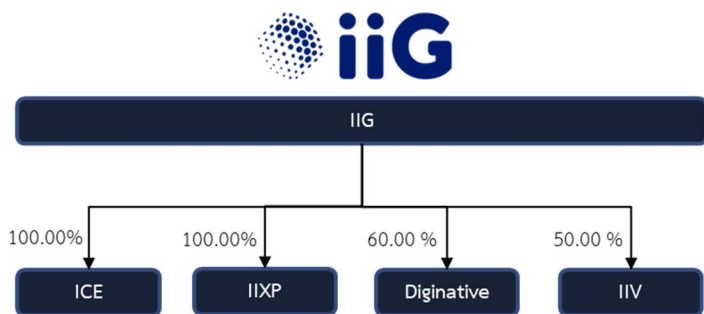 iiG
IIG
100.00%
100.00%
60.00 %
50.00 %
ICE
IIXP
Diginative
IIV